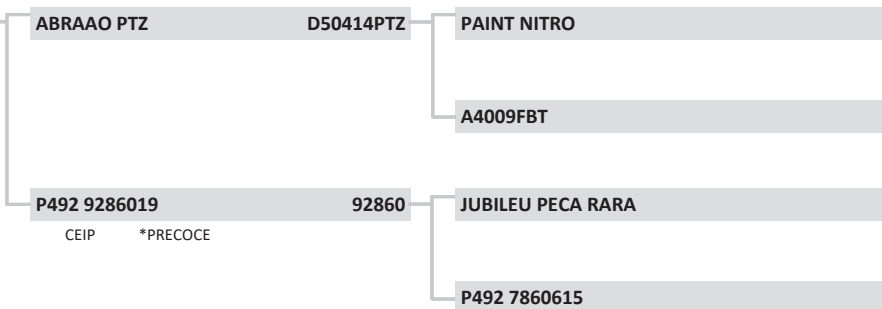 ABRAAO PTZ D50414PTZ PAINT NITRO
A4009FBT
P492 9286019 92860 JUBILEU PECA RARA
CEIP *PRECOCE
P492 7860615